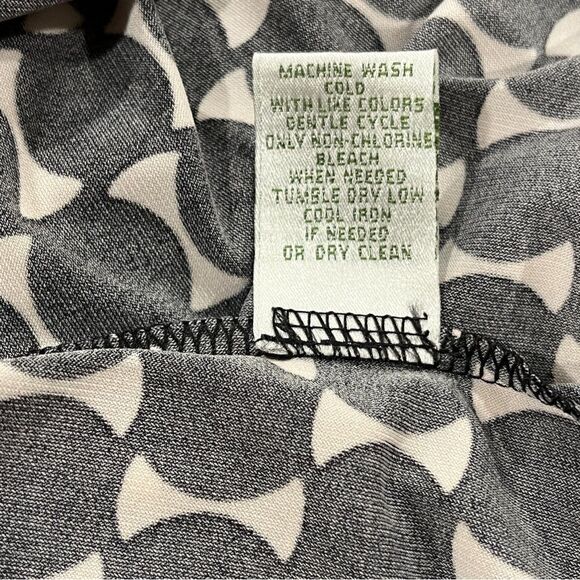 MACHINE WASH
COLD
WITH LIKE COLORS
GENTLE CYCLE
ONLY NON-CHLORINE
BLEACH
WHEN NEEDED
TUMBLE DRY LOW
COOL IRON
IF NEEDED
OR DRY CLEAN